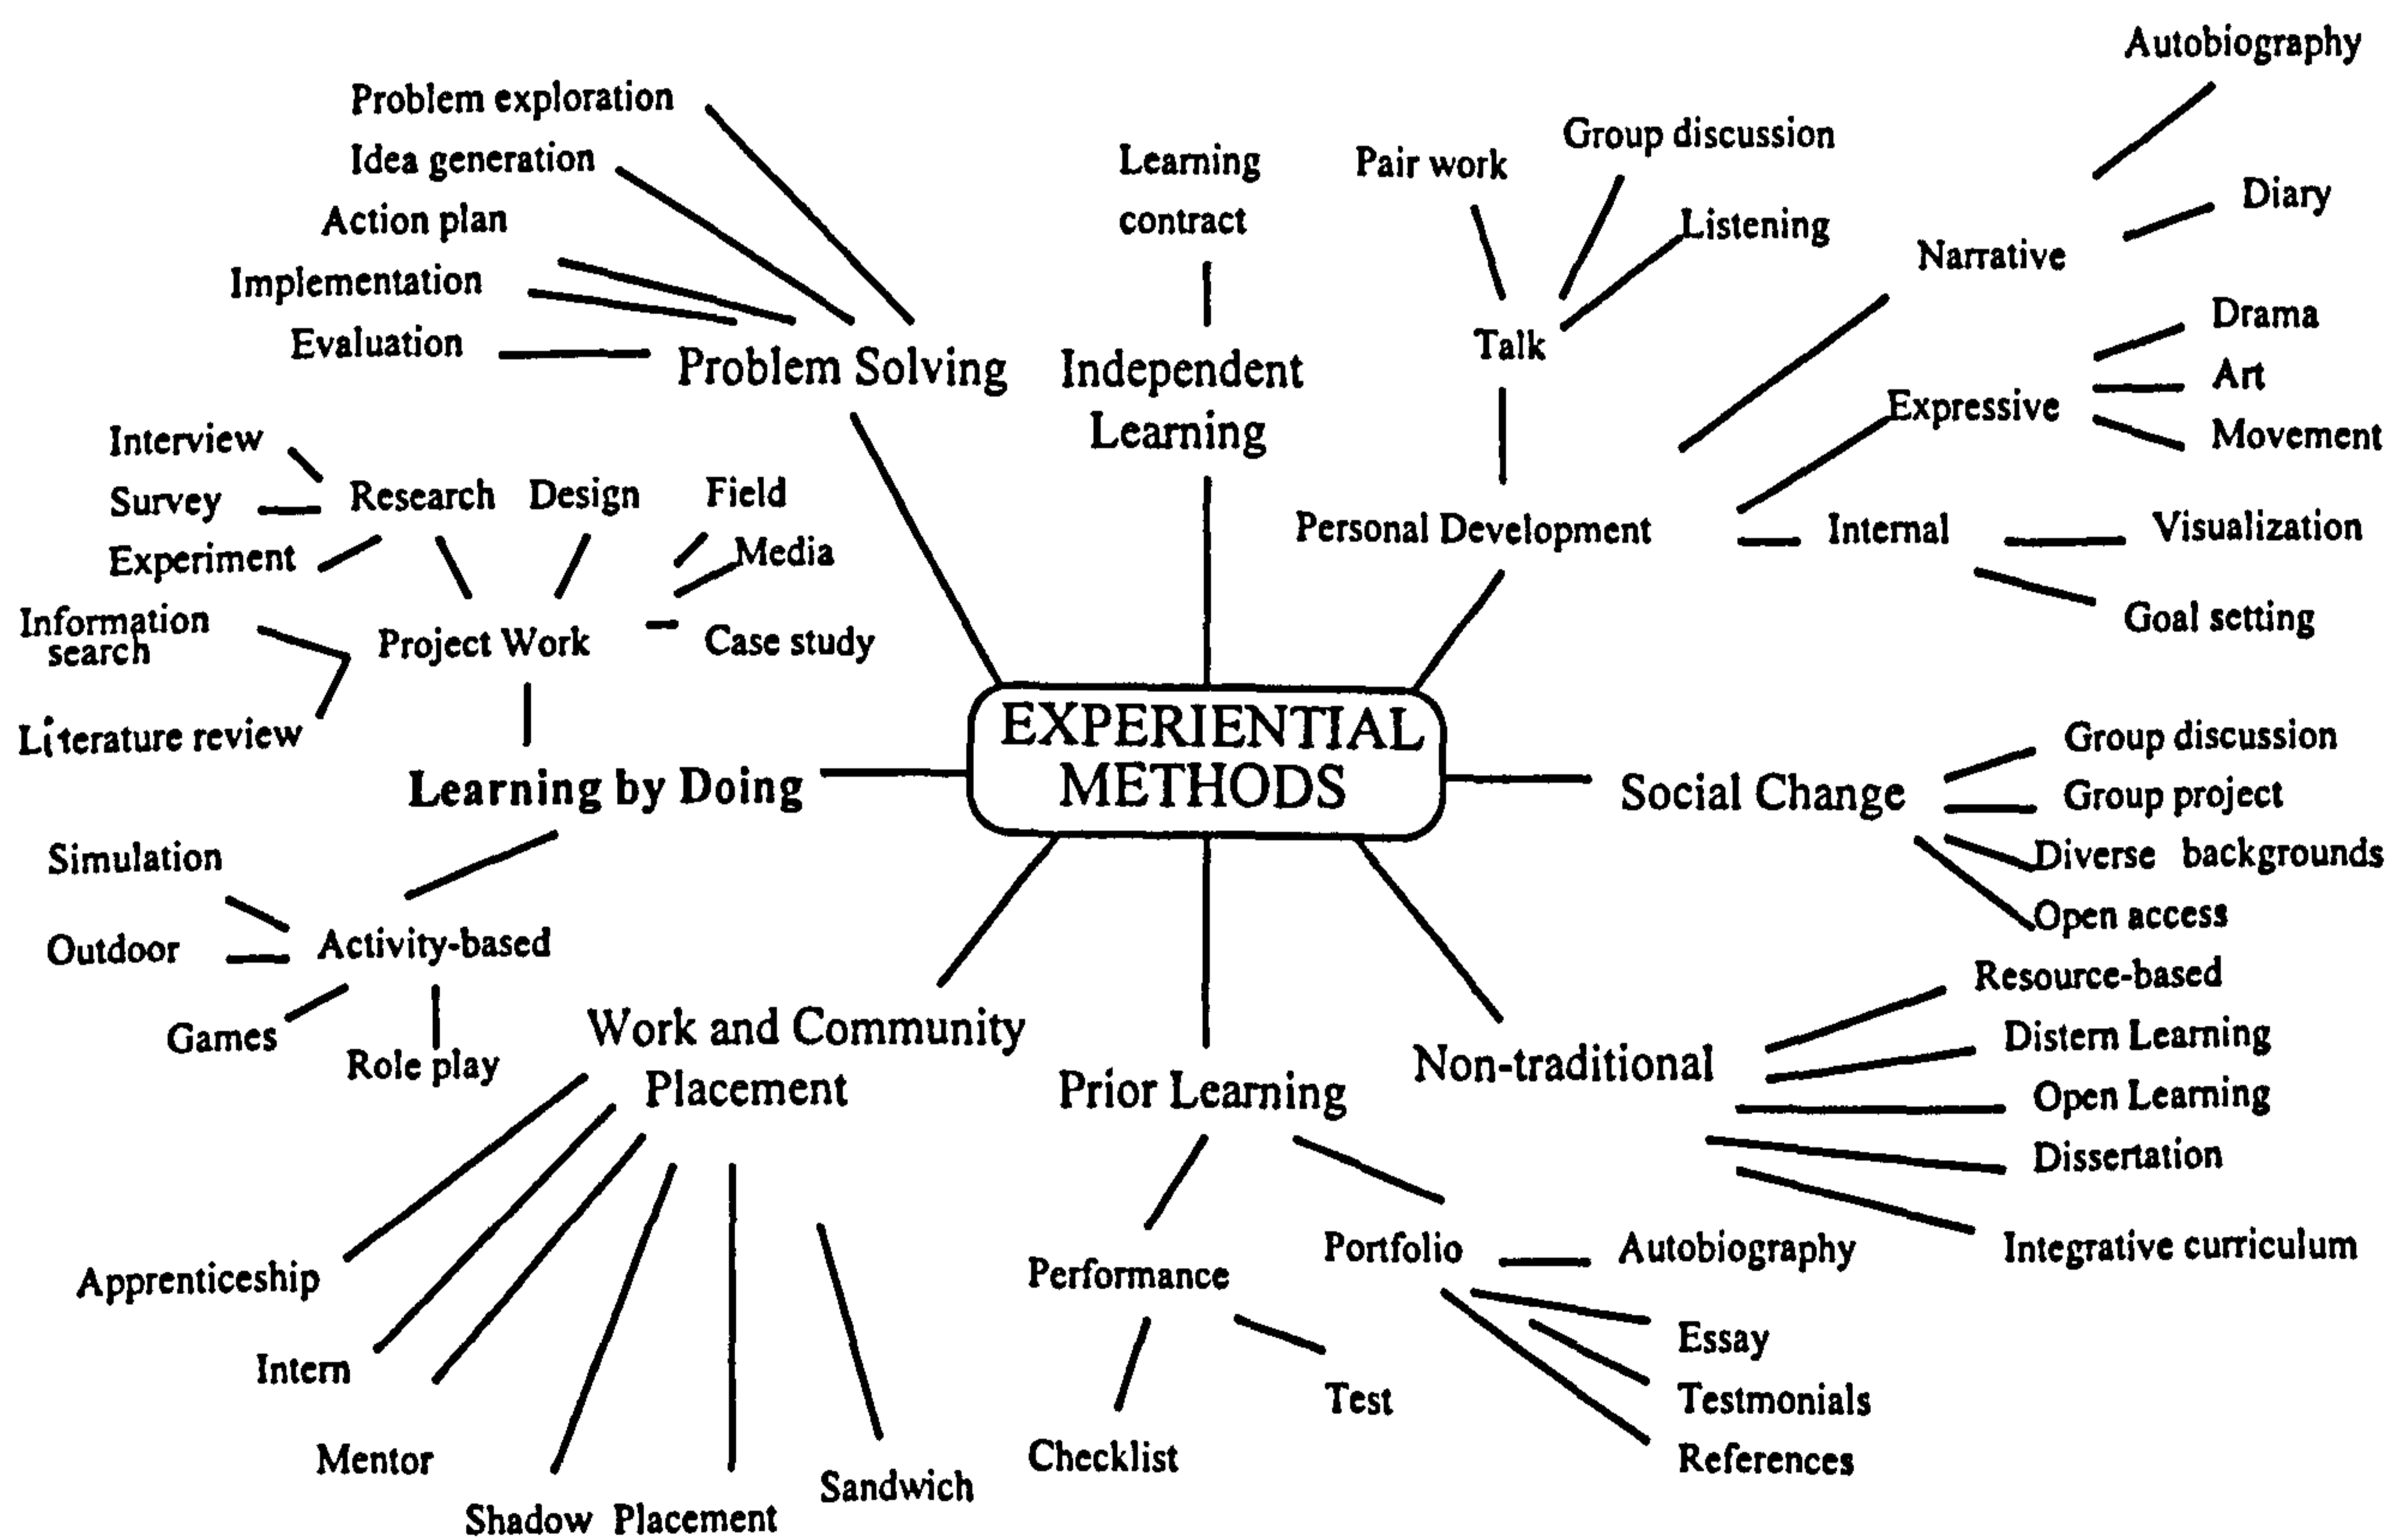 Autobiography
Problem exploration
Group discussion
Idea generation
Learning
contract
Pair work
Diary
Action plan
Listening
Narrative
Implementation
Drama
Evaluation
Problem Solving
Independent
Learning
Talk
Art
Expressive
Movement
Interview
Survey
Research
Design
Field
Personal Development
Internal
Visualization
Experiment
Media
Information
search
Project Work
Case study
Goal setting
EXPERIENTIAL
METHODS
Literature review
Learning by Doing
Social Change
Group discussion
Group project
Diverse backgrounds
Open access
Simulation
Outdoor
Activity-based
Games
Role play
Work and Community
Placement
Prior Learning
Non-traditional
Resource-based
Distern Learning
Open Learning
Dissertation
Integrative curriculum
Apprenticeship
Intern
Mentor
Shadow
Placement
Sandwich
Performance
Checklist
Test
Portfolio
Autobiography
Essay
Testmonials
References